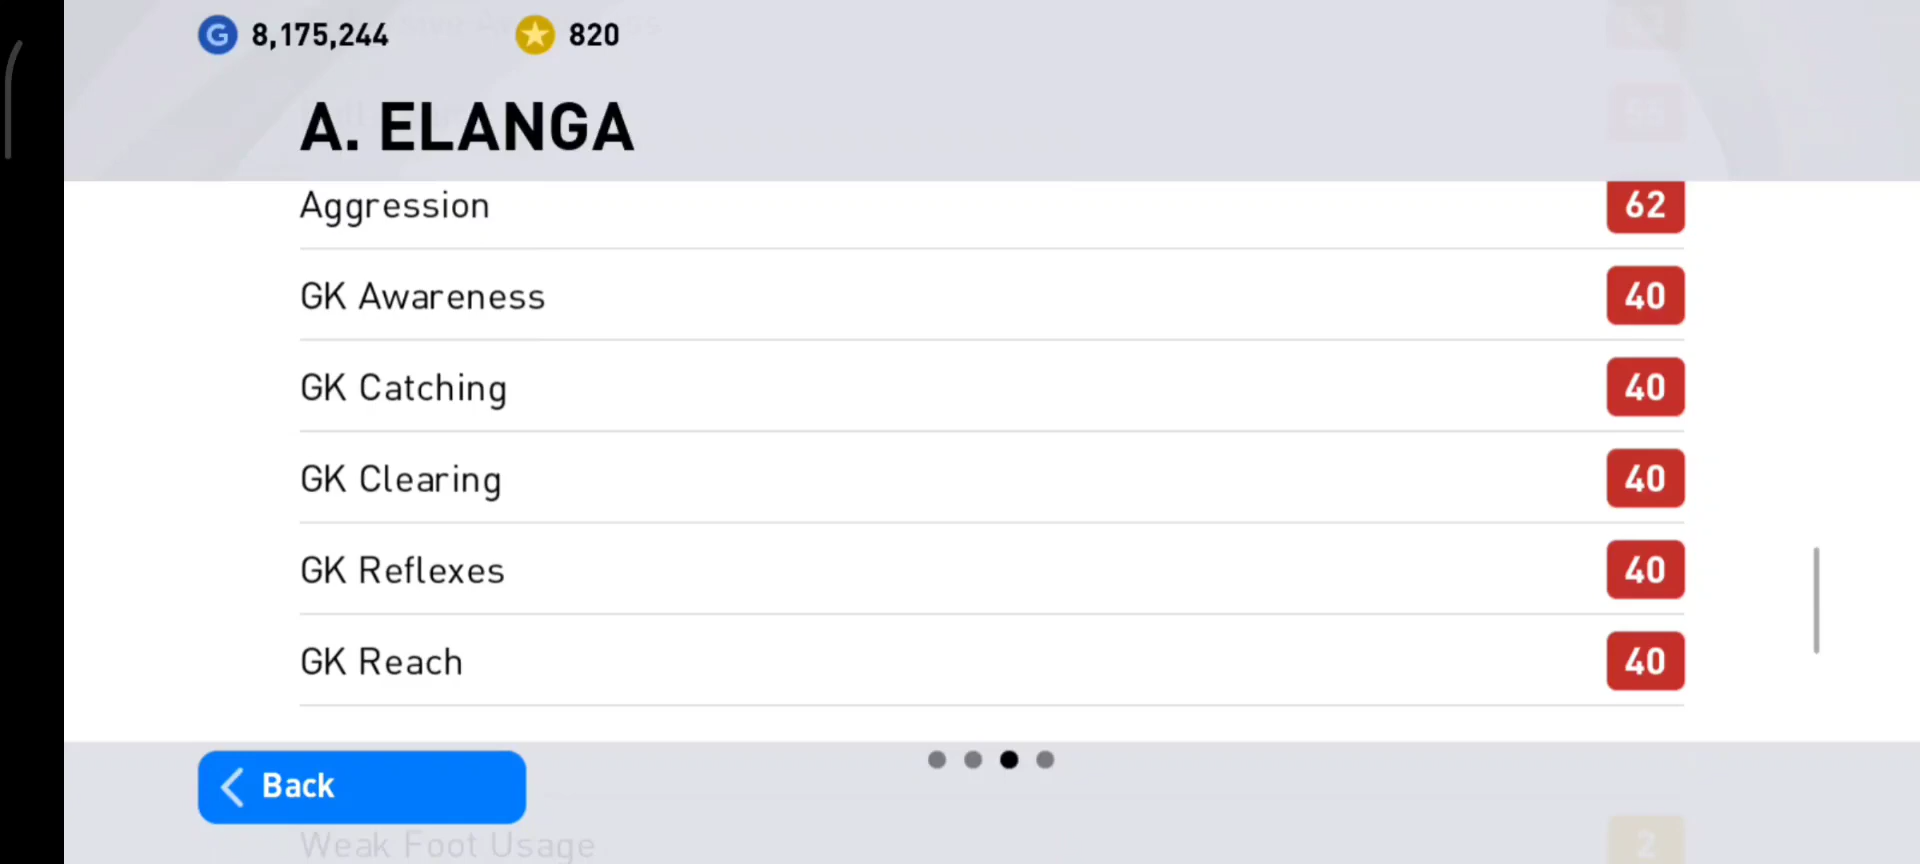 G 8,175,244 820
A. ELANGA
Aggression 62
GK Awareness 40
GK Catching 40
GK Clearing 40
GK Reflexes 40
GK Reach 40
Back
Weak Foot Usage 2